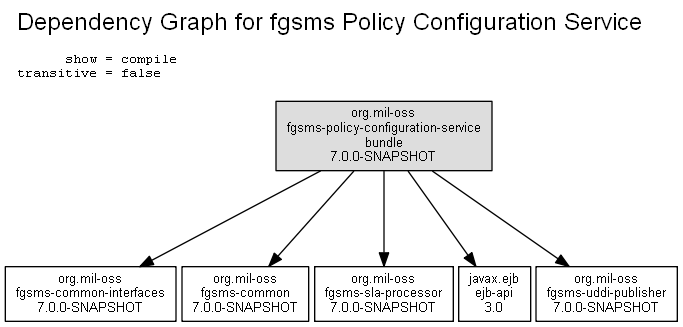 Dependency Graph for fgsms Policy Configuration Service
show = compile
transitive = false
org.mil-oss
fgsms-policy-configuration-service
bundle
7.0.0-SNAPSHOT
org.mil-oss
fgsms-common-interfaces
7.0.0-SNAPSHOT
org.mil-oss
fgsms-common
7.0.0-SNAPSHOT
org.mil-oss
fgsms-sla-processor
7.0.0-SNAPSHOT
javax.ejb
ejb-api
3.0
org.mil-oss
fgsms-uddi-publisher
7.0.0-SNAPSHOT